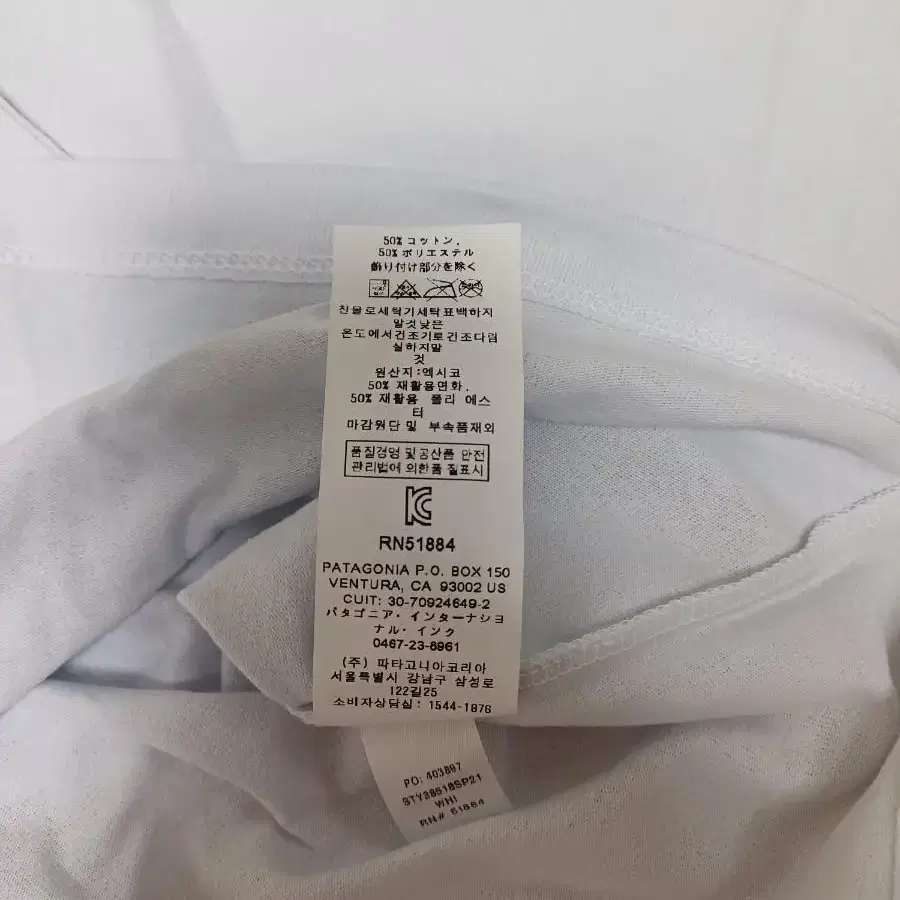 50% コットン,
50% ポリエステル
飾り付け部分を除く
찬물로세탁기세탁표백하지
말것낮은
온도에서건조기로건조다림
실하지말
것
원산지:멕시코
50% 재활용면화,
50% 재활용 폴리 에스
터
마감원단 및 부속품재외
품질경영 및공산품 안전
관리법에 의한품 질표시
RN51884
PATAGONIA P.O. BOX 150
VENTURA, CA 93002 US
CUIT: 30-70924649-2
パタゴニア・インターナショ
ナル・インク
0467-23-8961
(주) 파타고니아코리아
서울특별시 강남구 삼성로
122길25
소비자상담실: 1544-1876
PO: 403897
STY38518SP21
WHI
RN# 51884